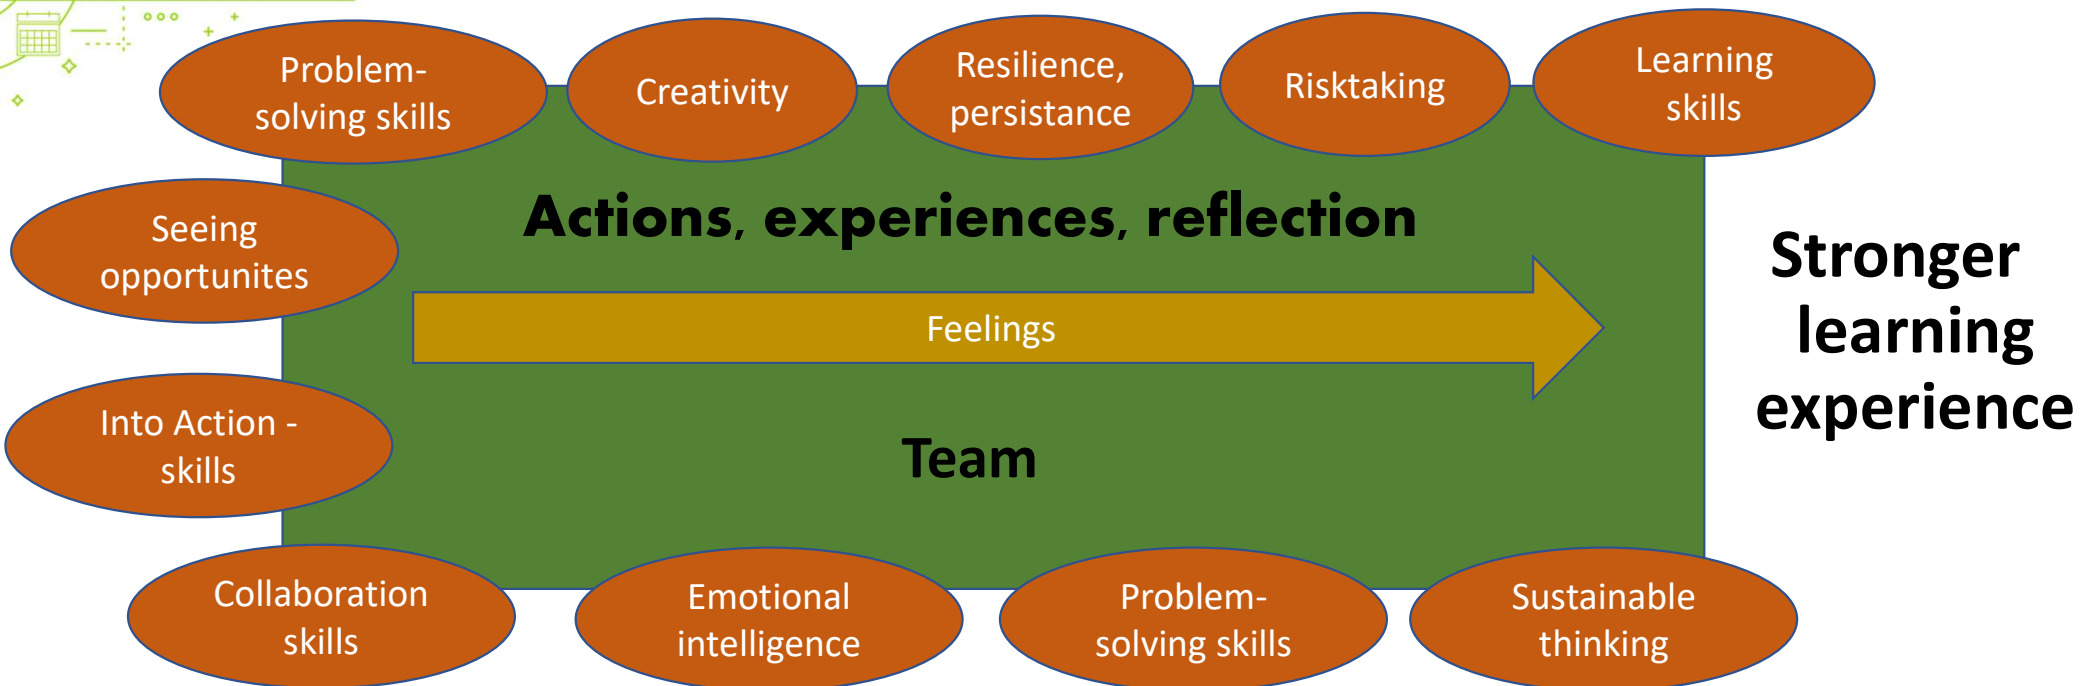 Problem-
solving skills
Creativity
Resilience,
persistance
Risktaking
Learning
skills
Seeing
opportunites
Actions, experiences, reflection
Stronger
learning
experience
Feelings
Into Action -
skills
Team
Collaboration
skills
Emotional
intelligence
Problem-
solving skills
Sustainable
thinking